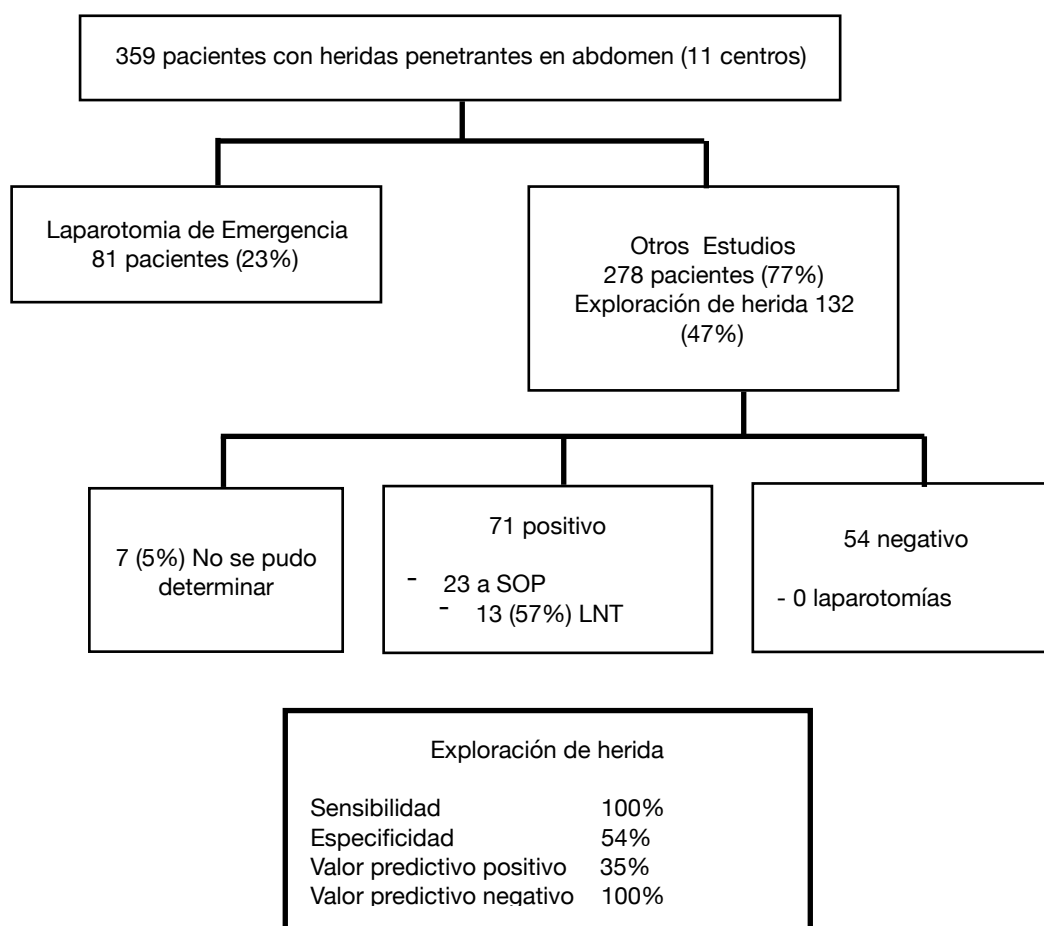 359 pacientes con heridas penetrantes en abdomen (11 centros)
Laparotomia de Emergencia
81 pacientes (23%)
Otros Estudios
278 pacientes (77%)
Exploración de herida 132
(47%)
7 (5%) No se pudo
determinar
71 positivo
- 23 a SOP
- 13 (57%) LNT
54 negativo
- 0 laparotomías
Exploración de herida
Sensibilidad 100%
Especificidad 54%
Valor predictivo positivo 35%
Valor predictivo negativo 100%